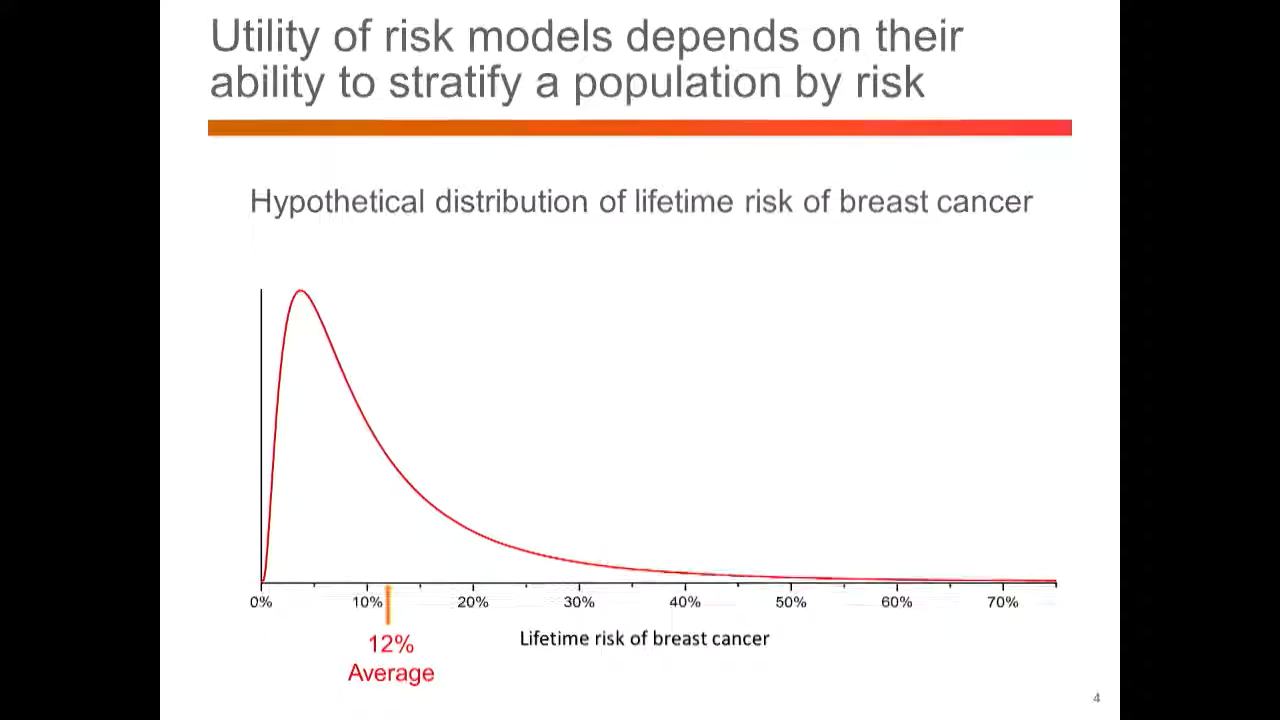 Utility of risk models depends on their
ability to stratify a population by risk
Hypothetical distribution of lifetime risk of breast cancer
0% 10% 20% 30% 40% 50% 60% 70%
12%
Average
Lifetime risk of breast cancer
4